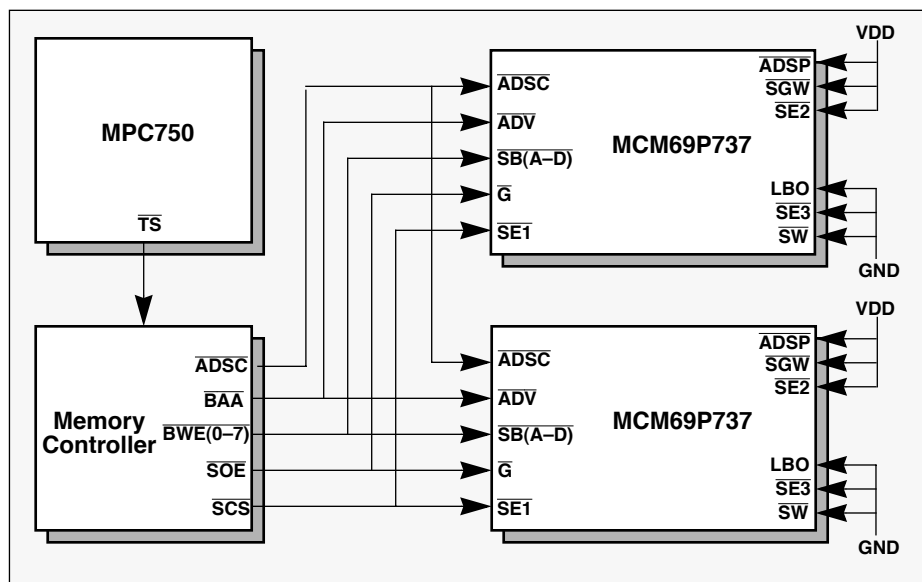 MPC750
TS
Memory
Controller
ADSC
BAA
BWE(0–7)
SOE
SCS
VDD
ADSC
ADV
SB(A–D)
G
SE1
MCM69P737
ADSP
SGW
SE2
LBO
SE3
SW
GND
VDD
ADSC
ADV
SB(A–D)
G
SE1
MCM69P737
ADSP
SGW
SE2
LBO
SE3
SW
GND